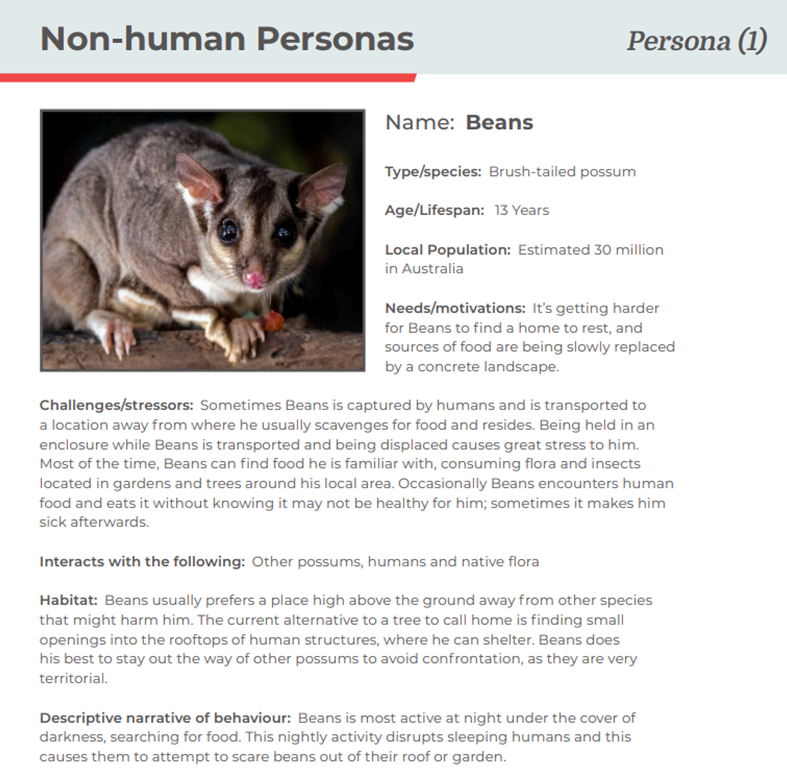 Non-human Personas
Persona (1)
Name: Beans
Type/species: Brush-tailed possum
Age/Lifespan: 13 Years
Local Population: Estimated 30 million
in Australia
Needs/motivations: It's getting harder
for Beans to find a home to rest, and
sources of food are being slowly replaced
by a concrete landscape.
Challenges/stressors: Sometimes Beans is captured by humans and is transported to
a location away from where he usually scavenges for food and resides. Being held in an
enclosure while Beans is transported and being displaced causes great stress to him.
Most of the time, Beans can find food he is familiar with, consuming flora and insects
located in gardens and trees around his local area. Occasionally Beans encounters human
food and eats it without knowing it may not be healthy for him; sometimes it makes him
sick afterwards.
Interacts with the following: Other possums, humans and native flora
Habitat: Beans usually prefers a place high above the ground away from other species
that might harm him. The current alternative to a tree to call home is finding small
openings into the rooftops of human structures, where he can shelter. Beans does
his best to stay out the way of other possums to avoid confrontation, as they are very
territorial.
Descriptive narrative of behaviour: Beans is most active at night under the cover of
darkness, searching for food. This nightly activity disrupts sleeping humans and this
causes them to attempt to scare beans out of their roof or garden.